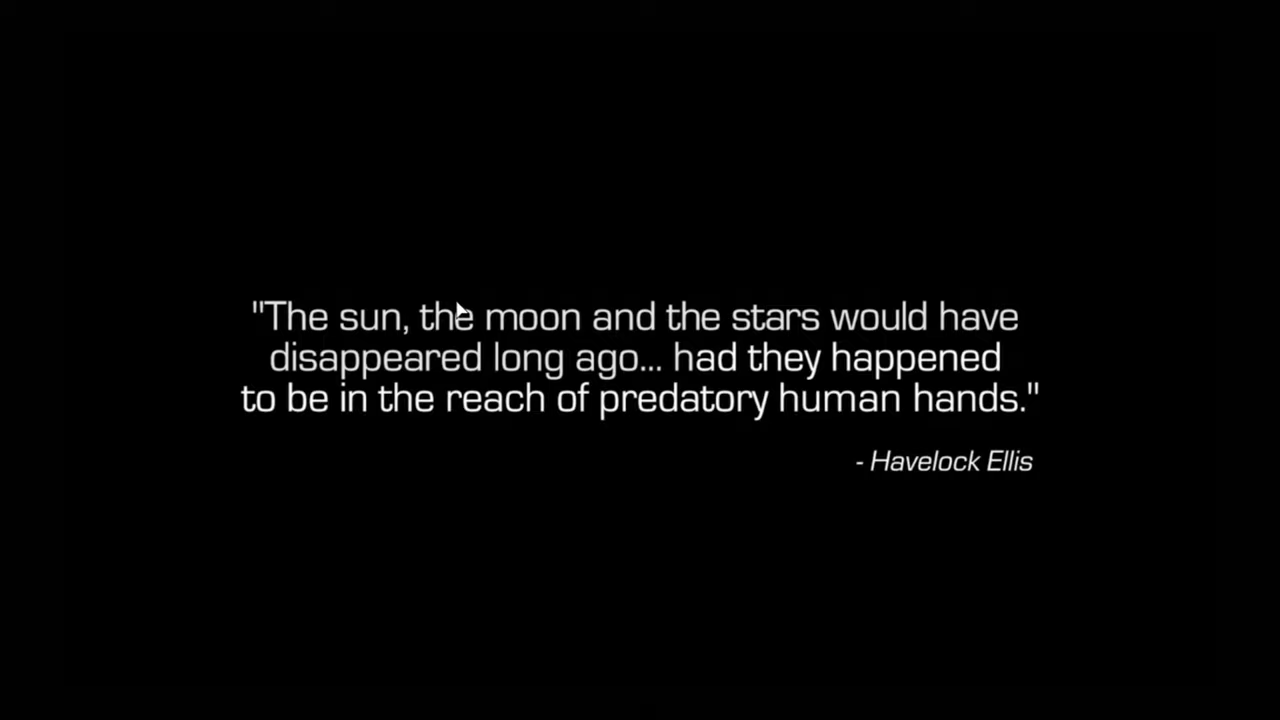 "The sun, the moon and the stars would have
disappeared long ago... had they happened
to be in the reach of predatory human hands."
- Havelock Ellis